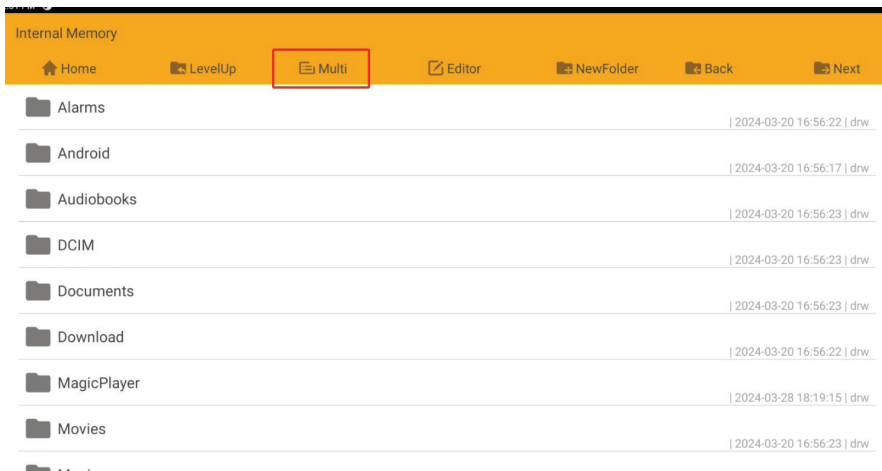 Internal Memory
Home LevelUp Multi Editor NewFolder Back Next
Alarms
| 2024-03-20 16:56:22 | drw
Android
| 2024-03-20 16:56:17 | drw
Audiobooks
| 2024-03-20 16:56:23 | drw
DCIM
| 2024-03-20 16:56:23 | drw
Documents
| 2024-03-20 16:56:23 | drw
Download
| 2024-03-20 16:56:22 | drw
MagicPlayer
| 2024-03-28 18:19:15 | drw
Movies
| 2024-03-20 16:56:23 | drw